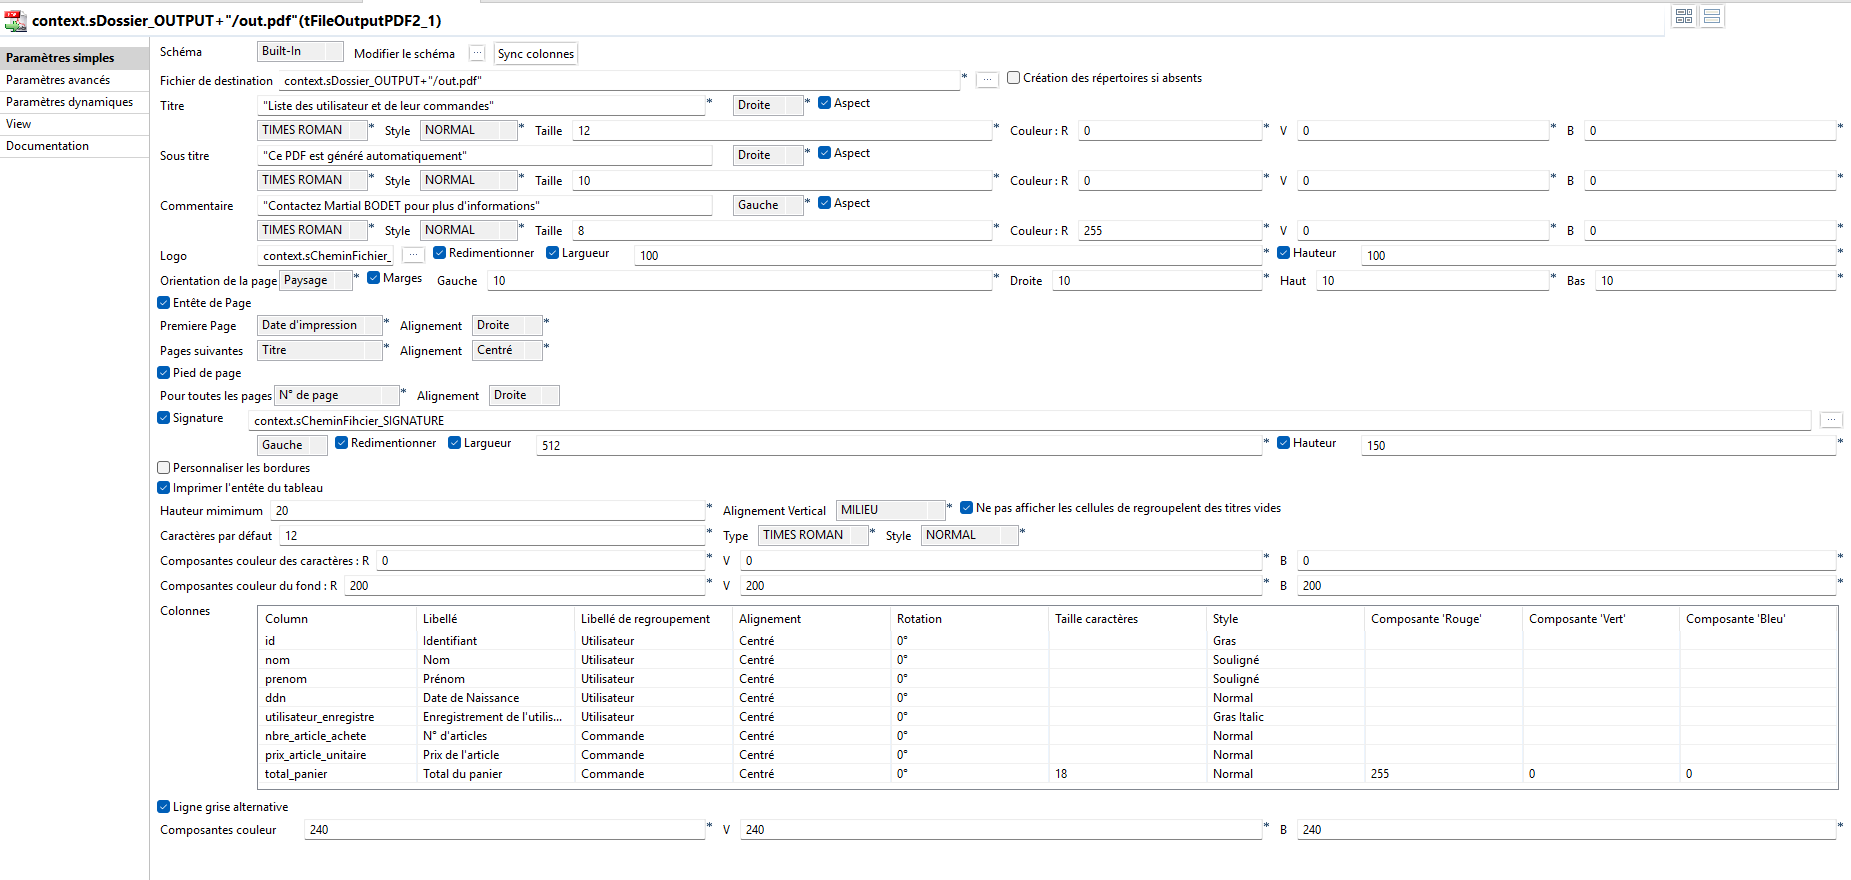 context.sDossier_OUTPUT+"/out.pdf"(tFileOutputPDF2_1)
Paramètres simples
Paramètres avancés
Paramètres dynamiques
View
Documentation
Schéma Built-In Modifier le schéma ... Sync colonnes
Fichier de destination context.sDossier_OUTPUT+"/out.pdf" * ... Création des répertoires si absents
Titre "Liste des utilisateur et de leur commandes" * Droite * Aspect
TIMES ROMAN * Style NORMAL * Taille 12 * Couleur : R 0 * V 0 * B 0 *
Sous titre "Ce PDF est généré automatiquement" Droite * Aspect
TIMES ROMAN * Style NORMAL * Taille 10 * Couleur : R 0 * V 0 * B 0 *
Commentaire "Contactez Martial BODET pour plus d'informations" Gauche * Aspect
TIMES ROMAN * Style NORMAL * Taille 8 * Couleur : R 255 * V 0 * B 0 *
Logo context.sCheminFichier_ ... Redimentionner Largueur 100 * Hauteur 100 *
Orientation de la page Paysage * Marges Gauche 10 * Droite 10 * Haut 10 * Bas 10 *
Entête de Page
Premiere Page Date d'impression * Alignement Droite *
Pages suivantes Titre * Alignement Centré *
Pied de page
Pour toutes les pages N° de page * Alignement Droite
Signature context.sCheminFihcier_SIGNATURE ...
Gauche Redimentionner Largueur 512 * Hauteur 150 *
Personnaliser les bordures
Imprimer l'entête du tableau
Hauteur mimimum 20 * Alignement Vertical MILIEU * Ne pas afficher les cellules de regroupelent des titres vides
Caractères par défaut 12 * Type TIMES ROMAN * Style NORMAL *
Composantes couleur des caractères : R 0 * V 0 * B 0 *
Composantes couleur du fond : R 200 * V 200 * B 200 *
Colonnes
Column Libellé Libellé de regroupement Alignement Rotation Taille caractères Style Composante 'Rouge' Composante 'Vert' Composante 'Bleu'
id Identifiant Utilisateur Centré 0° Gras
nom Nom Utilisateur Centré 0° Souligné
prenom Prénom Utilisateur Centré 0° Souligné
ddn Date de Naissance Utilisateur Centré 0° Normal
utilisateur_enregistre Enregistrement de l'utilis... Utilisateur Centré 0° Gras Italic
nbre_article_achete N° d'articles Commande Centré 0° Normal
prix_article_unitaire Prix de l'article Commande Centré 0° Normal
total_panier Total du panier Commande Centré 0° 18 Normal 255 0 0
Ligne grise alternative
Composantes couleur 240 * V 240 * B 240 *